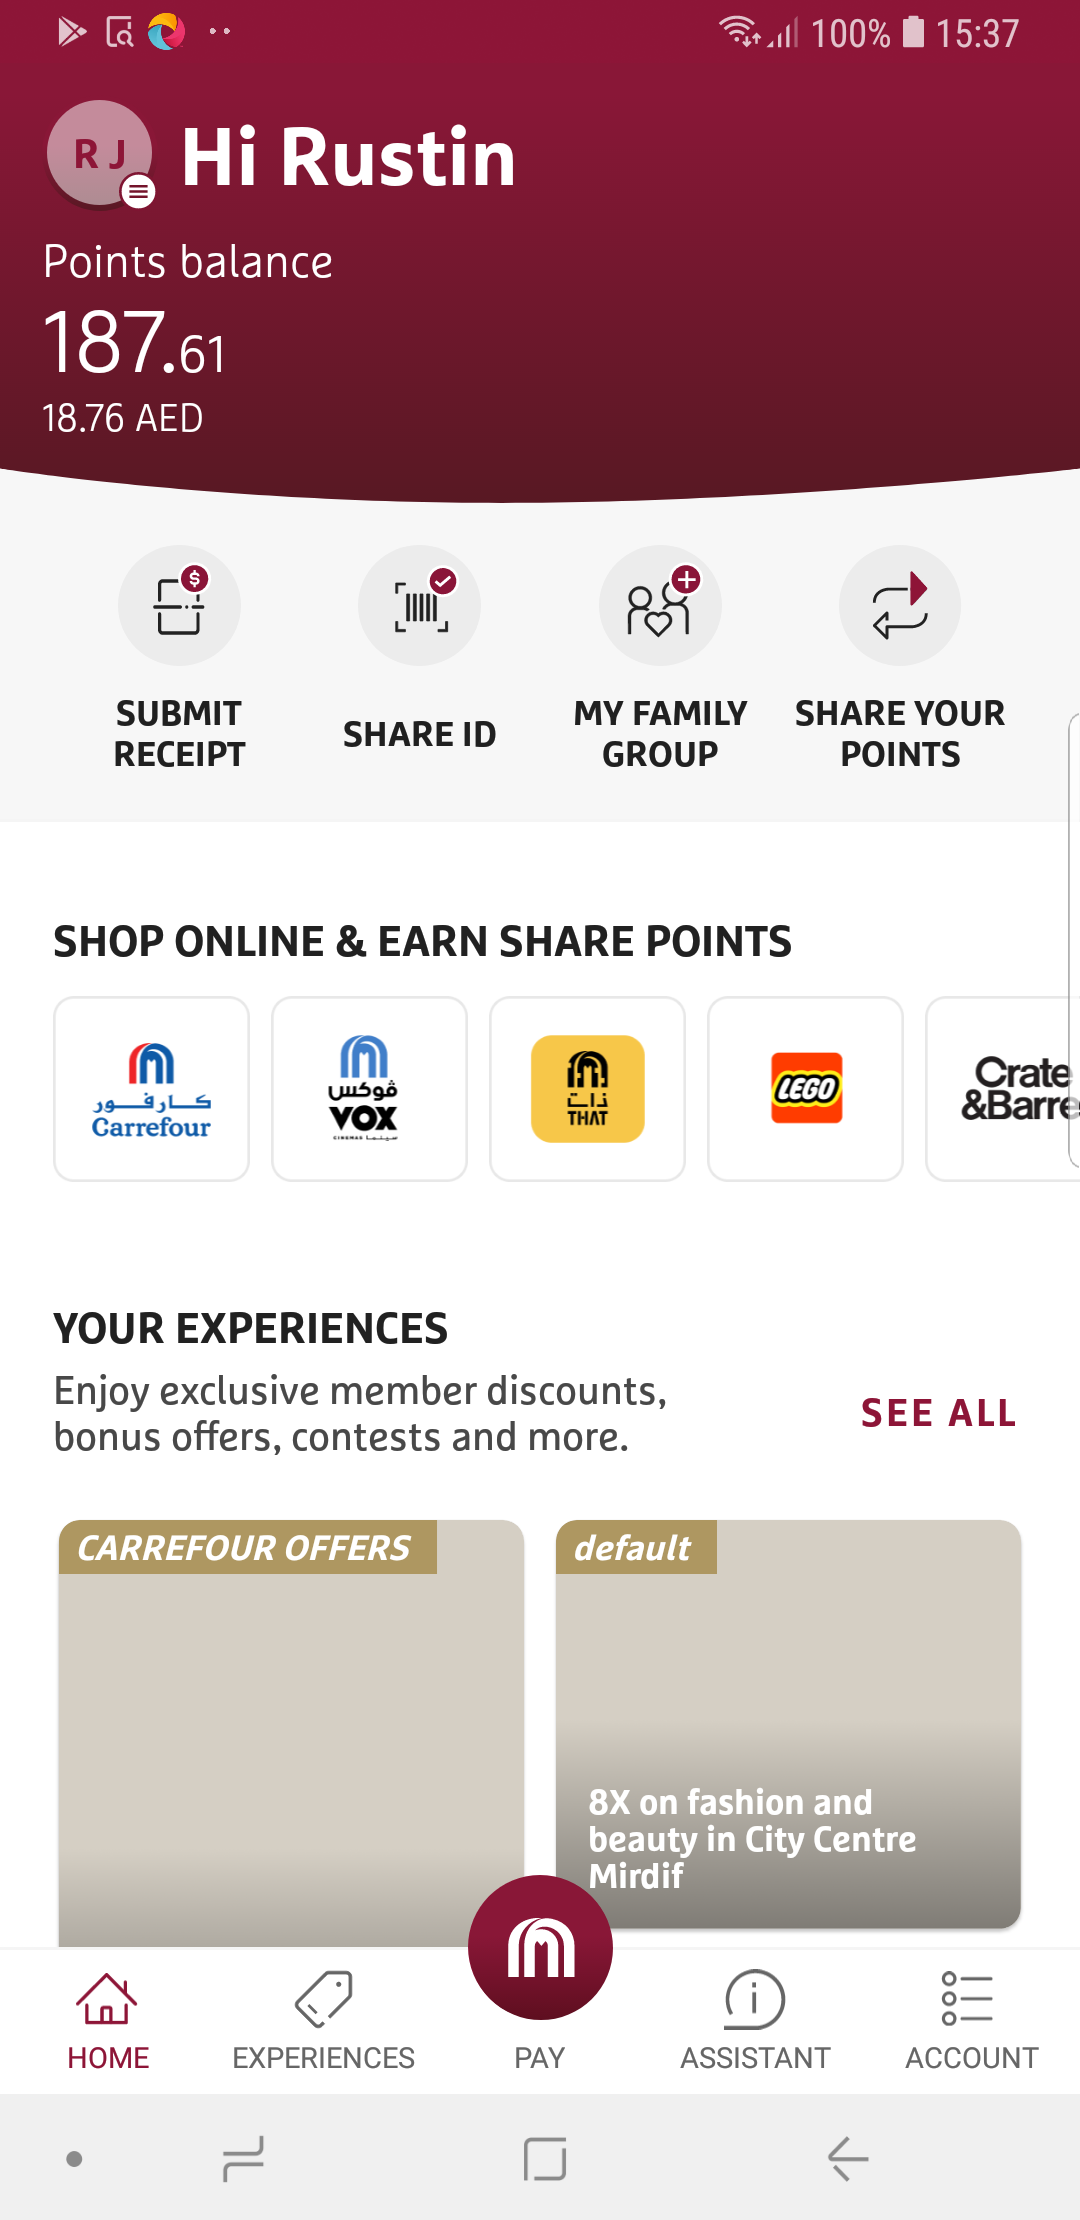 100% 15:37
R J
Hi Rustin
Points balance
187.61
18.76 AED
$
SUBMIT
RECEIPT
SHARE ID
MY FAMILY
GROUP
SHARE YOUR
POINTS
SHOP ONLINE & EARN SHARE POINTS
كارفور
Carrefour
ڤوكس
VOX
CINEMAS سينما
ذات
THAT
LEGO
Crate
&Barre
YOUR EXPERIENCES
Enjoy exclusive member discounts,
bonus offers, contests and more.
SEE ALL
CARREFOUR OFFERS
default
8X on fashion and
beauty in City Centre
Mirdif
HOME
EXPERIENCES
PAY
ASSISTANT
ACCOUNT